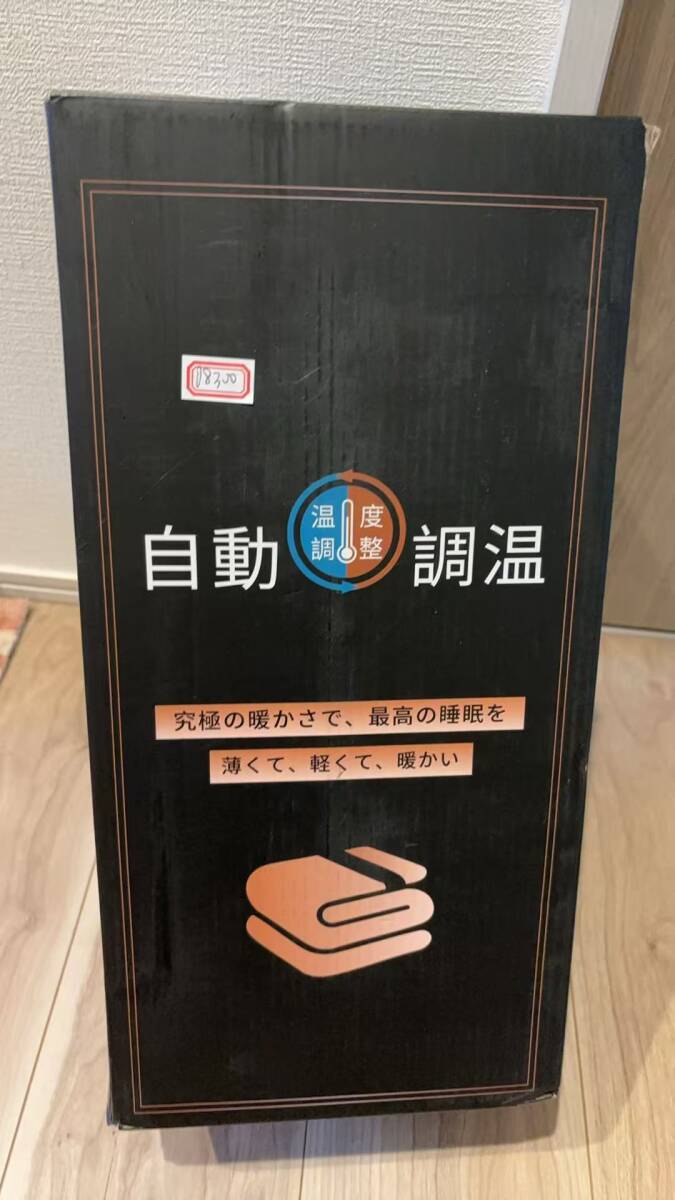 自動
温度
調整
調温
究極の暖かさで、最高の睡眠を
薄くて、軽くて、暖かい